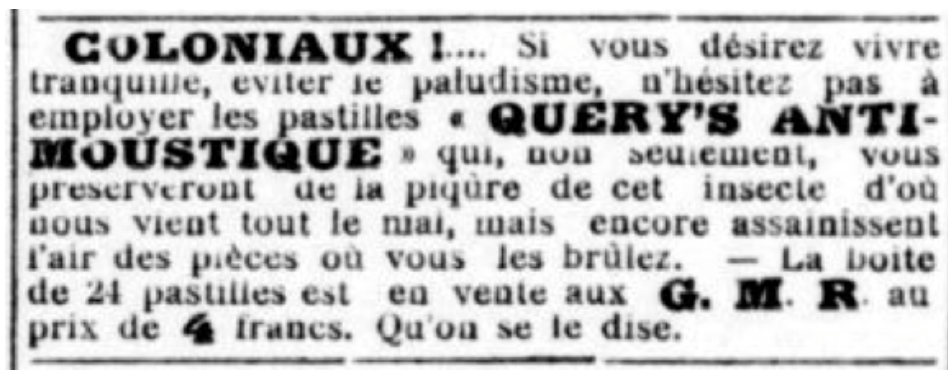 COLONIAUX !.... Si vous désirez vivre
tranquille, eviter le paludisme, n'hésitez pas à
employer les pastilles « QUERY'S ANTI-
MOUSTIQUE » qui, non seulement, vous
preserveront de la piqûre de cet insecte d'où
nous vient tout le mal, mais encore assainissent
l'air des pièces où vous les brûlez. — La boite
de 24 pastilles est en vente aux G. M. R. au
prix de 4 francs. Qu'on se le dise.